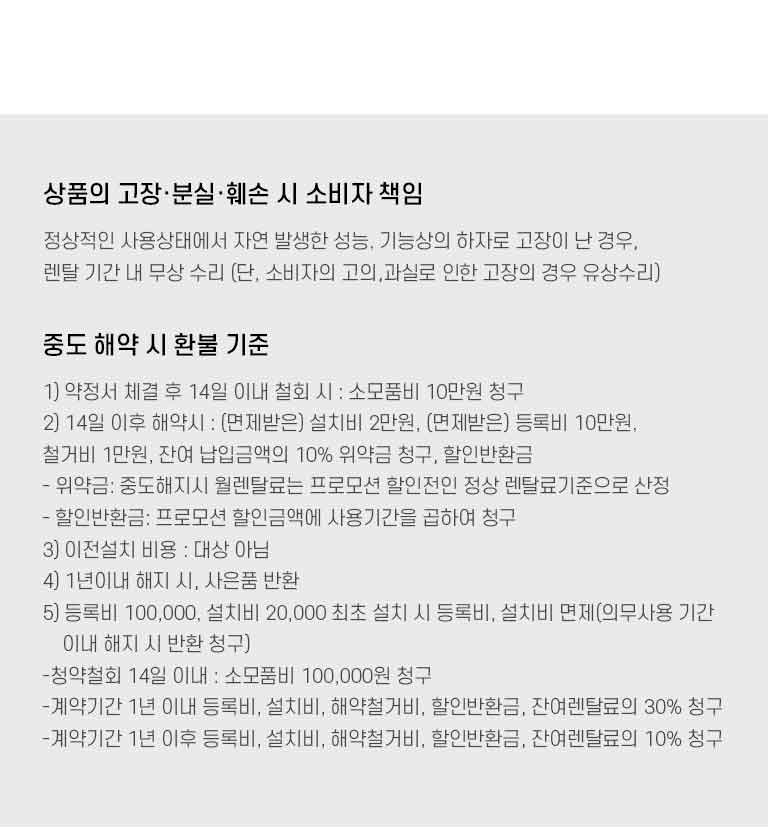 상품의 고장·분실·훼손 시 소비자 책임
정상적인 사용상태에서 자연 발생한 성능, 기능상의 하자로 고장이 난 경우,
렌탈 기간 내 무상 수리 (단, 소비자의 고의,과실로 인한 고장의 경우 유상수리)
중도 해약 시 환불 기준
1) 약정서 체결 후 14일 이내 철회 시 : 소모품비 10만원 청구
2) 14일 이후 해약시 : (면제받은) 설치비 2만원, (면제받은) 등록비 10만원,
철거비 1만원, 잔여 납입금액의 10% 위약금 청구, 할인반환금
- 위약금: 중도해지시 월렌탈료는 프로모션 할인전인 정상 렌탈료기준으로 산정
- 할인반환금: 프로모션 할인금액에 사용기간을 곱하여 청구
3) 이전설치 비용 : 대상 아님
4) 1년이내 해지 시, 사은품 반환
5) 등록비 100,000, 설치비 20,000 최초 설치 시 등록비, 설치비 면제(의무사용 기간
이내 해지 시 반환 청구)
-청약철회 14일 이내 : 소모품비 100,000원 청구
-계약기간 1년 이내 등록비, 설치비, 해약철거비, 할인반환금, 잔여렌탈료의 30% 청구
-계약기간 1년 이후 등록비, 설치비, 해약철거비, 할인반환금, 잔여렌탈료의 10% 청구